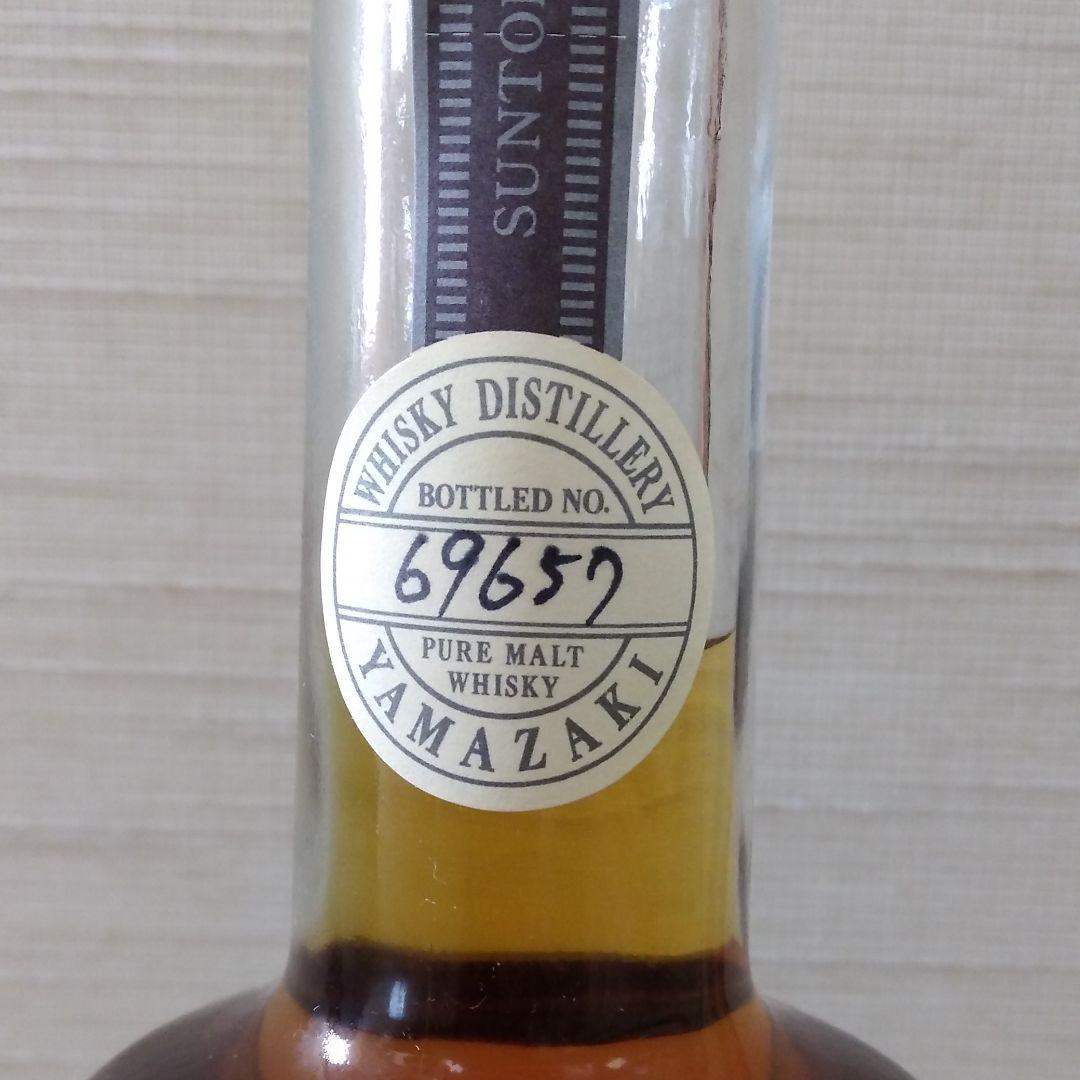 SUNTO
WHISKY DISTILLERY
BOTTLED NO.
69657
PURE MALT
WHISKY
YAMAZAKI